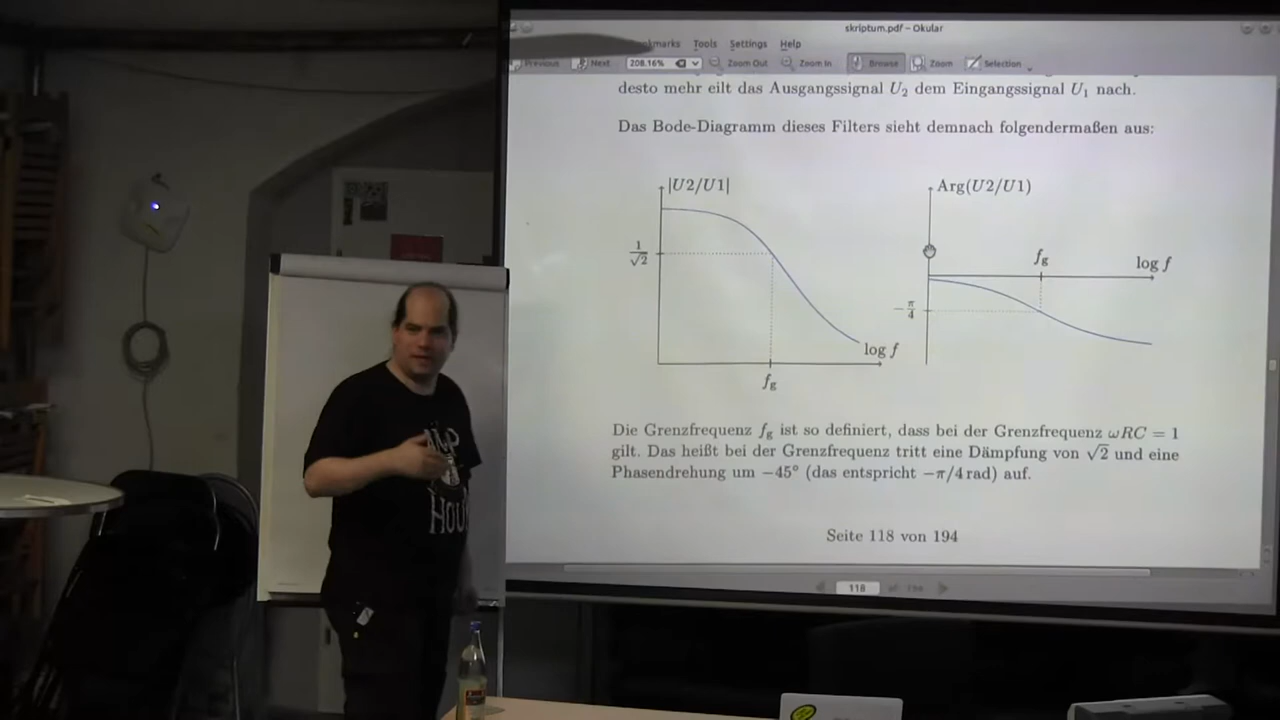 skriptum.pdf – Okular
Tools Settings Help
Previous Next 208.16% Zoom Out Zoom In Browse Zoom Selection
desto mehr eilt das Ausgangssignal U₂ dem Eingangssignal U₁ nach.
Das Bode-Diagramm dieses Filters sieht demnach folgendermaßen aus:
|U2/U1|
1/√2
log f
fg
Arg(U2/U1)
fg
log f
−π/4
Die Grenzfrequenz fg ist so definiert, dass bei der Grenzfrequenz ωRC = 1
gilt. Das heißt bei der Grenzfrequenz tritt eine Dämpfung von √2 und eine
Phasendrehung um −45° (das entspricht −π/4 rad) auf.
Seite 118 von 194
118 of 194